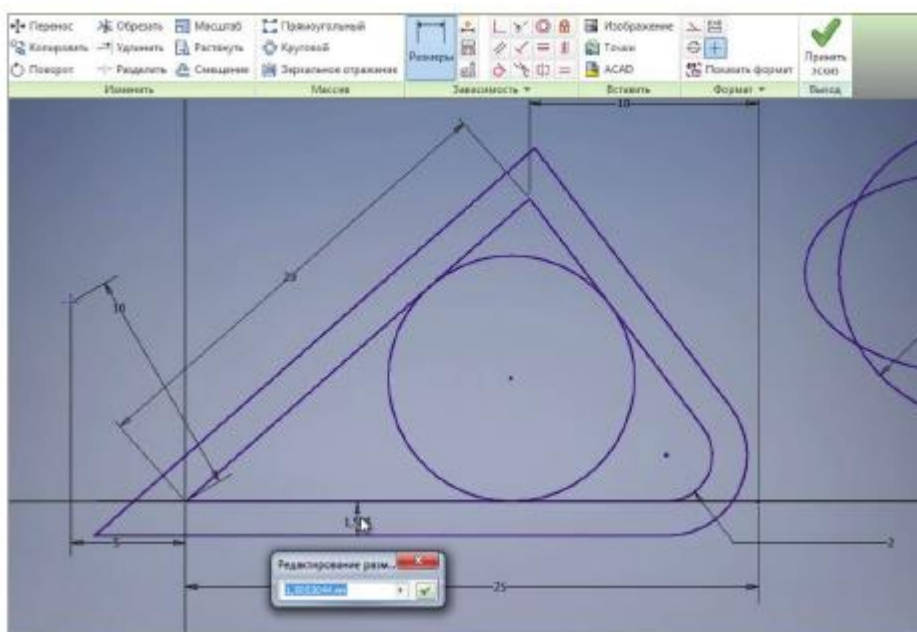 Перенос Обрезать Масштаб Прямоугольный Изображение
Копировать Удлинить Растянуть Круговой Размеры Точки Принять эскиз
Поворот Разделить Смещение Зеркальное отражение ACAD Показать формат
Изменить Массив Зависимость Вставить Формат Выход
10
29
10
5
2
25
Редактирование разм...